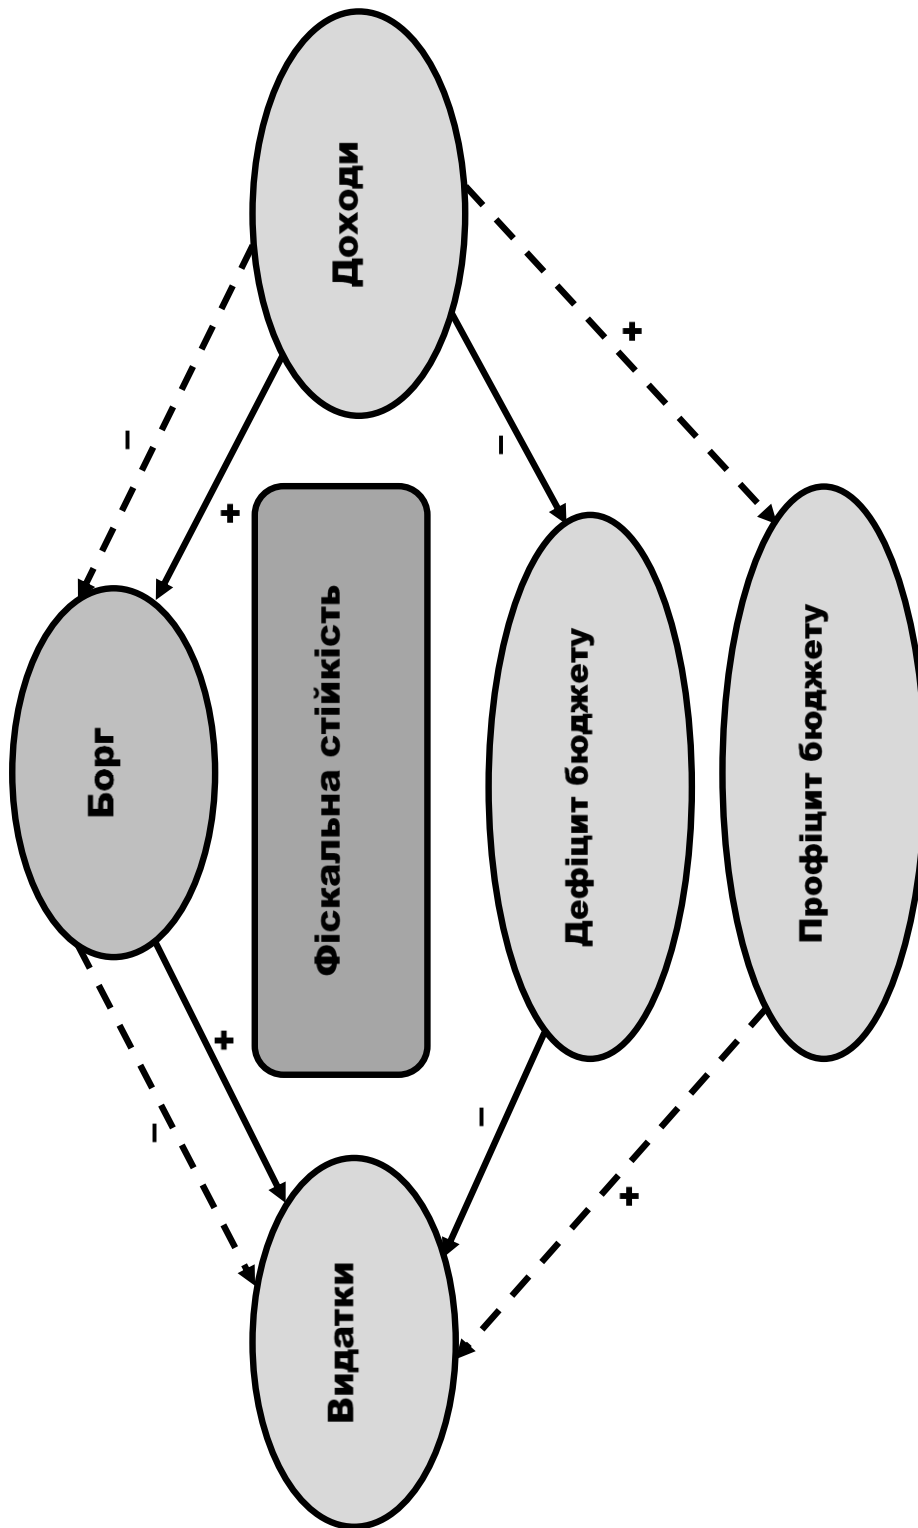 Борг
–
–
+
+
Видатки
Фіскальна стійкість
Доходи
–
–
Дефіцит бюджету
+
+
Профіцит бюджету